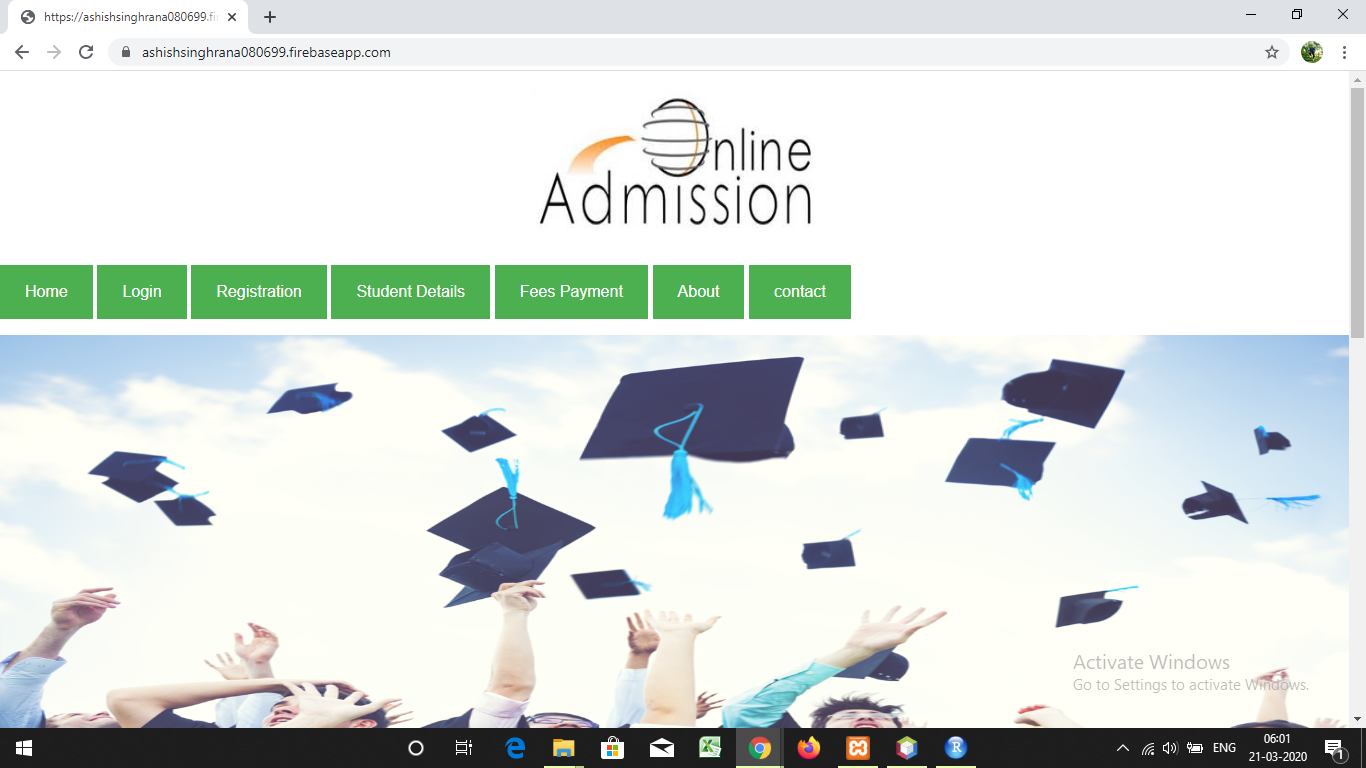 https://ashishsinghrana080699.fi
ashishsinghrana080699.firebaseapp.com
Online
Admission
Home Login Registration Student Details Fees Payment About contact
Activate Windows
Go to Settings to activate Windows.
ENG 06:01
21-03-2020 1